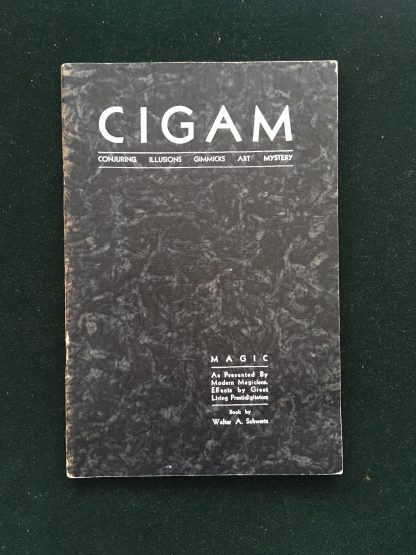 CIGAM
CONJURING ILLUSIONS GIMMICKS ART MYSTERY
MAGIC
As Presented By
Modern Magicians.
Effects by Great
Living Prestidigitators
Book by
Walter A. Schwartz